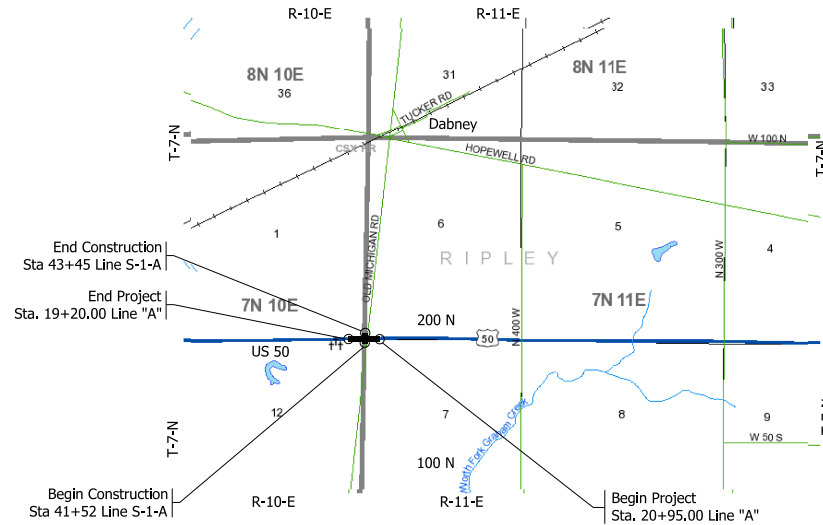 R-10-E
R-11-E
8N 10E
36
31
8N 11E
32
33
TUCKER RD
Dabney
T-7-N
T-7-N
CSX RR
W 100 N
HOPEWELL RD
1
6
5
4
OLD MICHIGAN RD
N 300 W
RIPLEY
End Construction
Sta 43+45 Line S-1-A
End Project
Sta. 19+20.00 Line "A"
7N 10E
7N 11E
200 N
N 400 W
50
US 50
12
7
8
9
North Fork Graham Creek
W 50 S
T-7-N
100 N
Begin Construction
Sta 41+52 Line S-1-A
R-10-E
R-11-E
Begin Project
Sta. 20+95.00 Line "A"